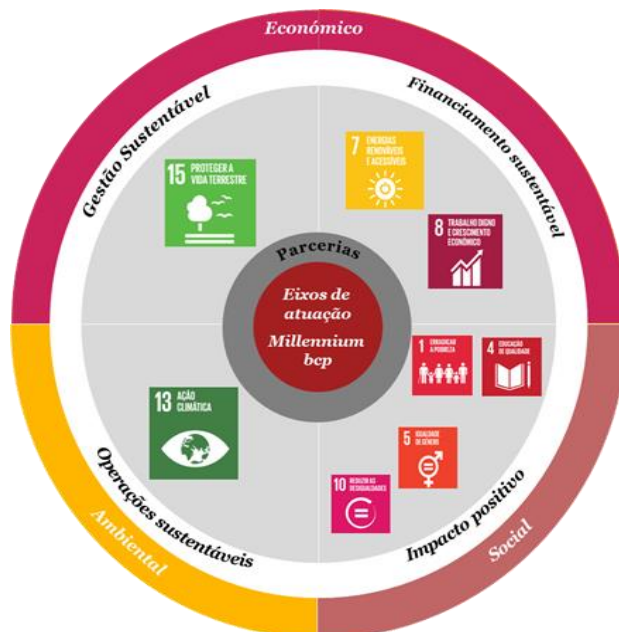 Económico
Gestão Sustentável
Financiamento sustentável
15 PROTEGER A
VIDA TERRESTRE
7 ENERGIAS
RENOVÁVEIS
E ACESSÍVEIS
8 TRABALHO DIGNO
E CRESCIMENTO
ECONÓMICO
Parcerias
Eixos de
atuação
Millennium
bcp
1 ERRADICAR
A POBREZA
4 EDUCAÇÃO
DE QUALIDADE
13 AÇÃO
CLIMÁTICA
5 IGUALDADE
DE GÉNERO
10 REDUZIR AS
DESIGUALDADES
Operações sustentáveis
Impacto positivo
Ambiental
Social